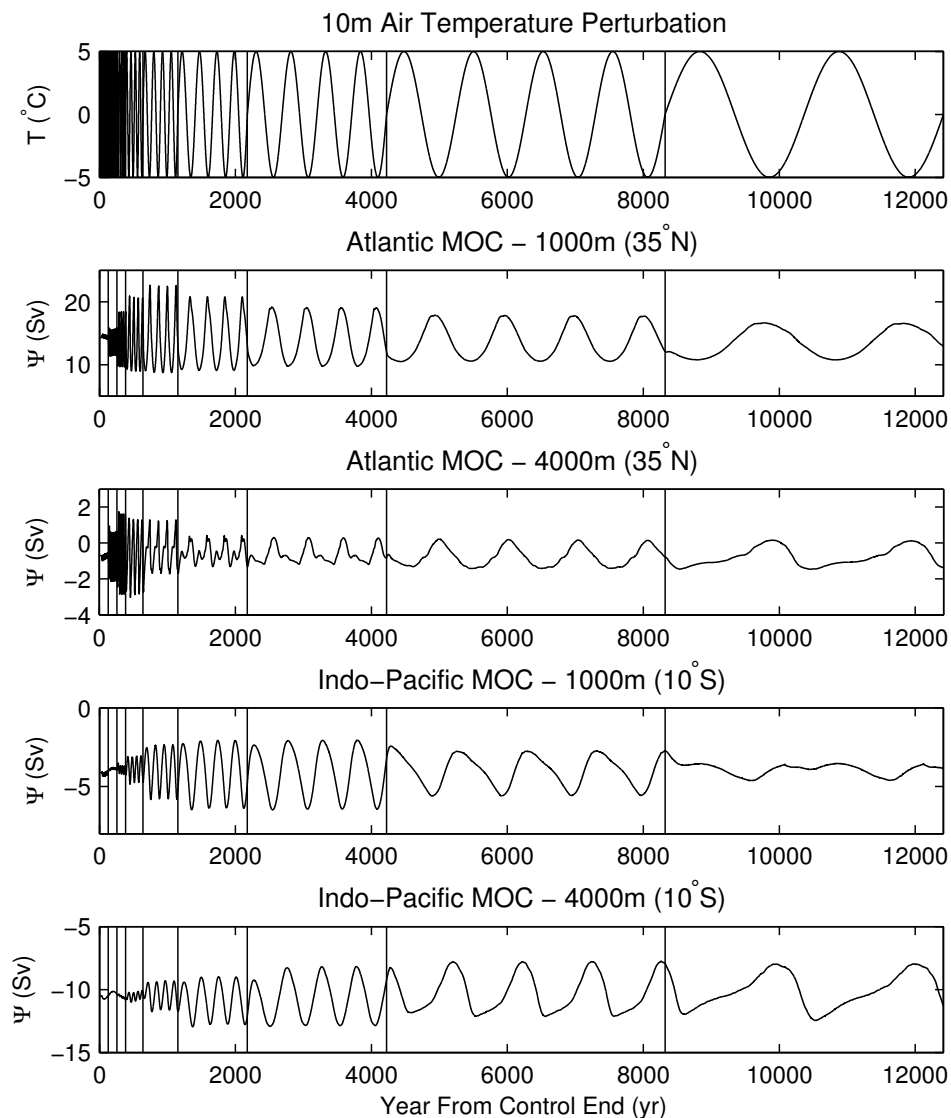 10m Air Temperature Perturbation
T (°C)
5
0
−5
0 2000 4000 6000 8000 10000 12000
Atlantic MOC − 1000m (35°N)
Ψ (Sv)
20
10
0 2000 4000 6000 8000 10000 12000
Atlantic MOC − 4000m (35°N)
Ψ (Sv)
2
0
−2
−4
0 2000 4000 6000 8000 10000 12000
Indo−Pacific MOC − 1000m (10°S)
Ψ (Sv)
0
−5
0 2000 4000 6000 8000 10000 12000
Indo−Pacific MOC − 4000m (10°S)
Ψ (Sv)
−5
−10
−15
0 2000 4000 6000 8000 10000 12000
Year From Control End (yr)